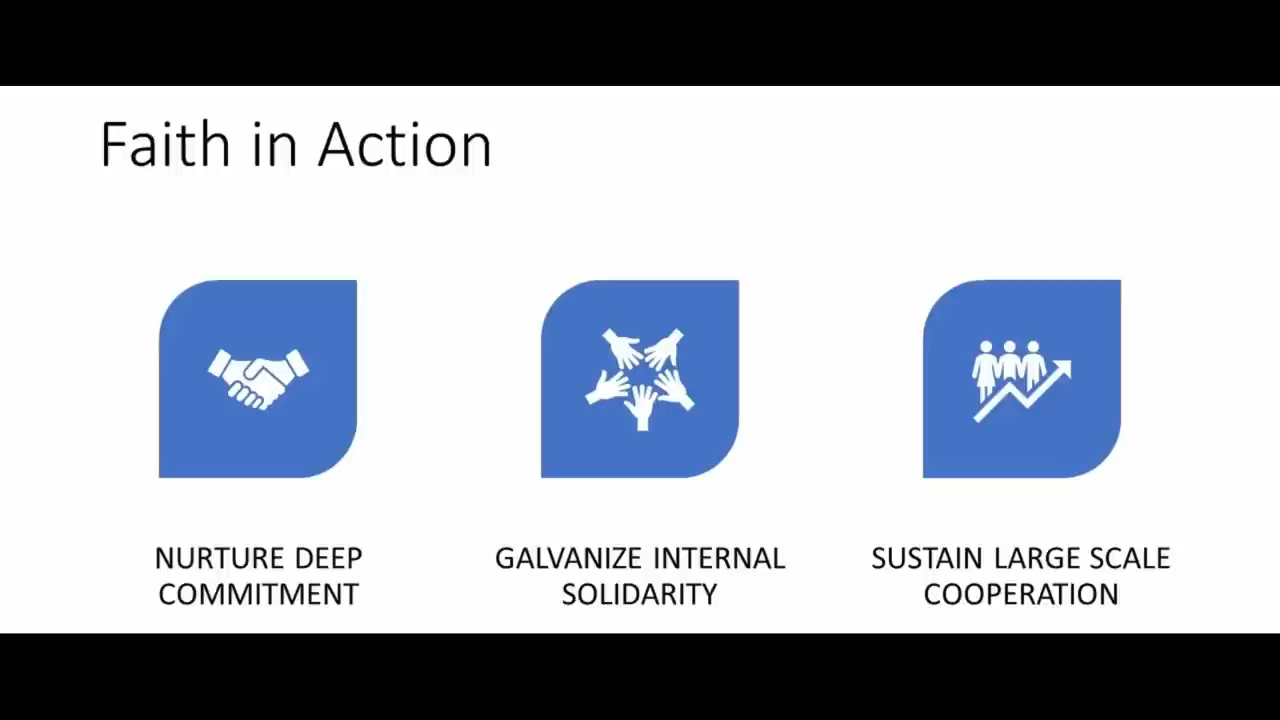 Faith in Action
NURTURE DEEP
COMMITMENT
GALVANIZE INTERNAL
SOLIDARITY
SUSTAIN LARGE SCALE
COOPERATION